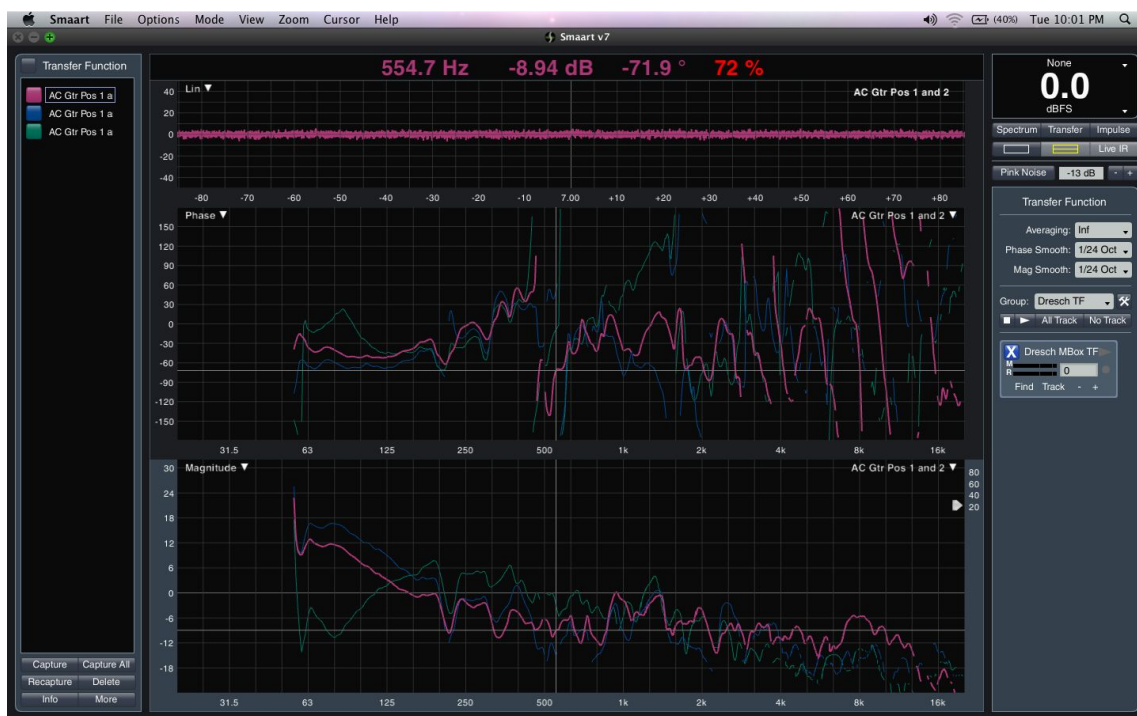 Smaart File Options Mode View Zoom Cursor Help (40%) Tue 10:01 PM
Smaart v7
Transfer Function
AC Gtr Pos 1 a
AC Gtr Pos 1 a
AC Gtr Pos 1 a
Capture Capture All
Recapture Delete
Info More
554.7 Hz -8.94 dB -71.9 ° 72 %
Lin ▼ AC Gtr Pos 1 and 2
40
20
0
-20
-40
-80 -70 -60 -50 -40 -30 -20 -10 7.00 +10 +20 +30 +40 +50 +60 +70 +80
Phase ▼ AC Gtr Pos 1 and 2 ▼
150
120
90
60
30
0
-30
-60
-90
-120
-150
31.5 63 125 250 500 1k 2k 4k 8k 16k
Magnitude ▼ AC Gtr Pos 1 and 2 ▼
30
24
18
12
6
0
-6
-12
-18
80
60
40
20
31.5 63 125 250 500 1k 2k 4k 8k 16k
None
0.0
dBFS
Spectrum Transfer Impulse
Live IR
Pink Noise -13 dB - +
Transfer Function
Averaging: Inf
Phase Smooth: 1/24 Oct
Mag Smooth: 1/24 Oct
Group: Dresch TF
All Track No Track
X Dresch MBox TF
M
R 0
Find Track - +